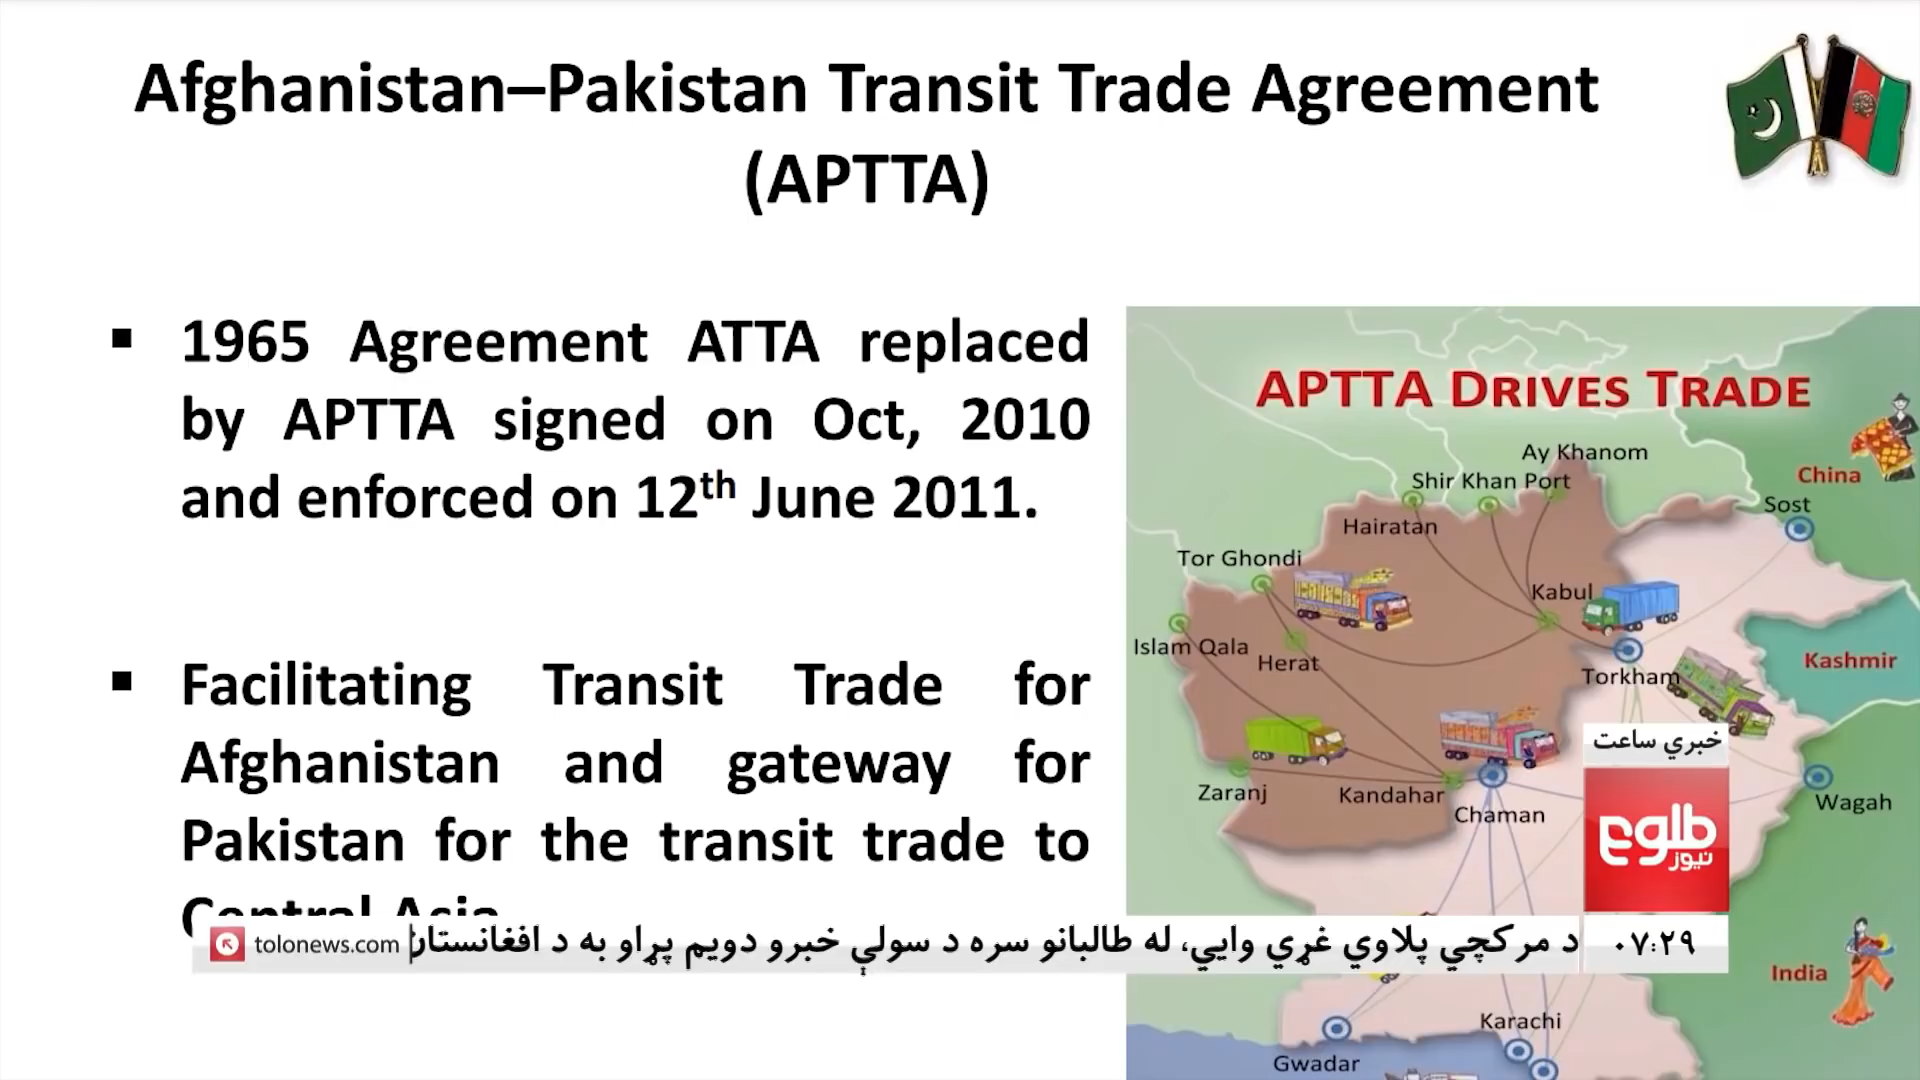 Afghanistan–Pakistan Transit Trade Agreement
(APTTA)
▪ 1965 Agreement ATTA replaced
by APTTA signed on Oct, 2010
and enforced on 12th June 2011.
▪ Facilitating Transit Trade for
Afghanistan and gateway for
Pakistan for the transit trade to
Central Asia
APTTA DRIVES TRADE
Ay Khanom
China
Shir Khan Port
Sost
Hairatan
Tor Ghondi
Kabul
Islam Qala
Herat
Kashmir
Torkham
Zaranj
Kandahar
Chaman
Wagah
India
Karachi
Gwadar
خبري ساعت
طلوع
نیوز
۰۷:۲۹
tolonews.com
د مرکچي پلاوي غړي وايي، له طالبانو سره د سولې خبرو دویم پړاو به د افغانستان